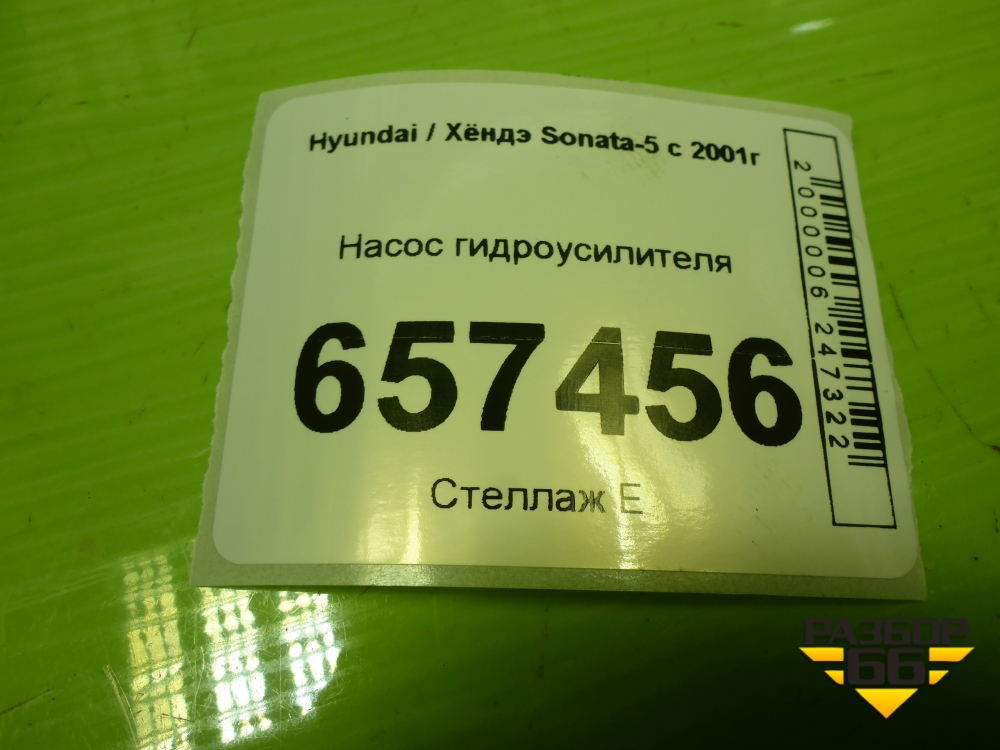 Hyundai / Хёндэ Sonata-5 с 2001г
Насос гидроусилителя
657456
Стеллаж Е
2000006247322
РАЗБОР
66